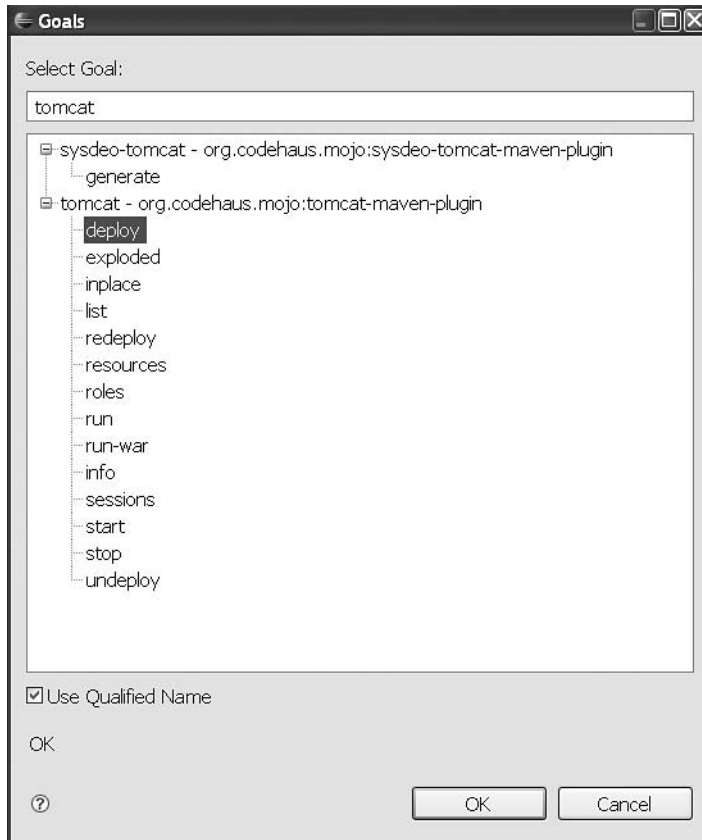 Goals
Select Goal:
tomcat
sysdeo-tomcat - org.codehaus.mojo:sysdeo-tomcat-maven-plugin
generate
tomcat - org.codehaus.mojo:tomcat-maven-plugin
deploy
exploded
inplace
list
redeploy
resources
roles
run
run-war
info
sessions
start
stop
undeploy
Use Qualified Name
OK
OK Cancel